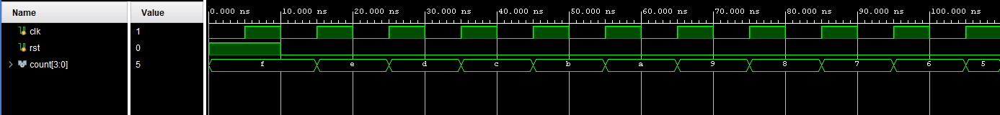 Name Value 0.000 ns 10.000 ns 20.000 ns 30.000 ns 40.000 ns 50.000 ns 60.000 ns 70.000 ns 80.000 ns 90.000 ns 100.000 ns
clk 1
rst 0
count[3:0] 5 f e d c b a 9 8 7 6 5